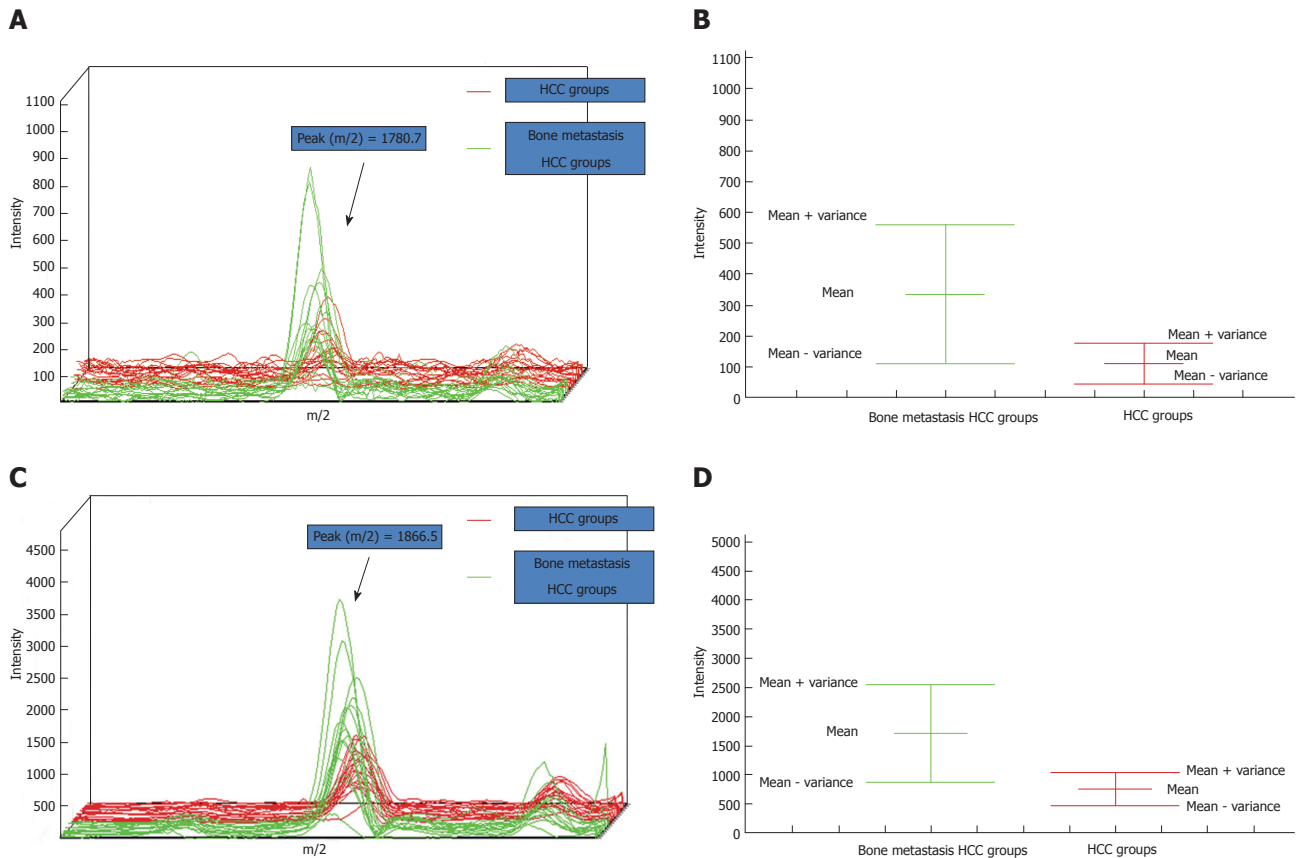 A
HCC groups
Bone metastasis
HCC groups
Peak (m/2) = 1780.7
1100
1000
900
800
700
600
500
400
300
200
100
Intensity
m/2
B
1100
1000
900
800
700
600
500
400
300
200
100
0
Intensity
Mean + variance
Mean
Mean - variance
Mean + variance
Mean
Mean - variance
Bone metastasis HCC groups
HCC groups
C
HCC groups
Bone metastasis
HCC groups
Peak (m/2) = 1866.5
4500
4000
3500
3000
2500
2000
1500
1000
500
Intensity
m/2
D
5000
4500
4000
3500
3000
2500
2000
1500
1000
500
0
Intensity
Mean + variance
Mean
Mean - variance
Mean + variance
Mean
Mean - variance
Bone metastasis HCC groups
HCC groups